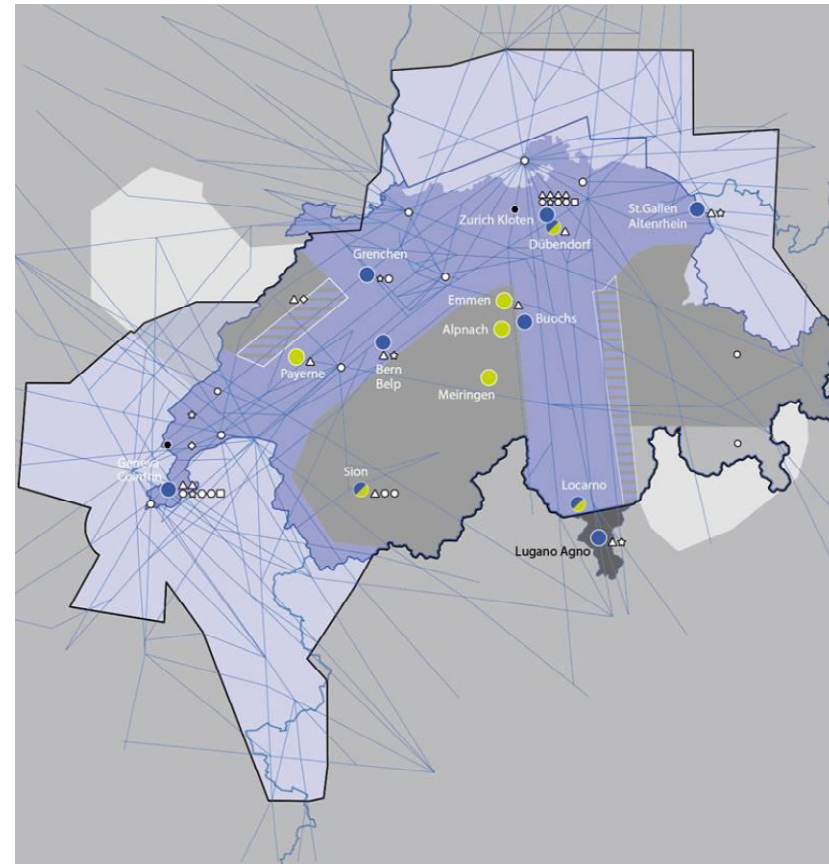 Zurich Kloten
Dübendorf
St.Gallen
Altenrhein
Grenchen
Emmen
Buochs
Alpnach
Bern
Belp
Payerne
Meiringen
Geneva
Cointrin
Sion
Locarno
Lugano Agno